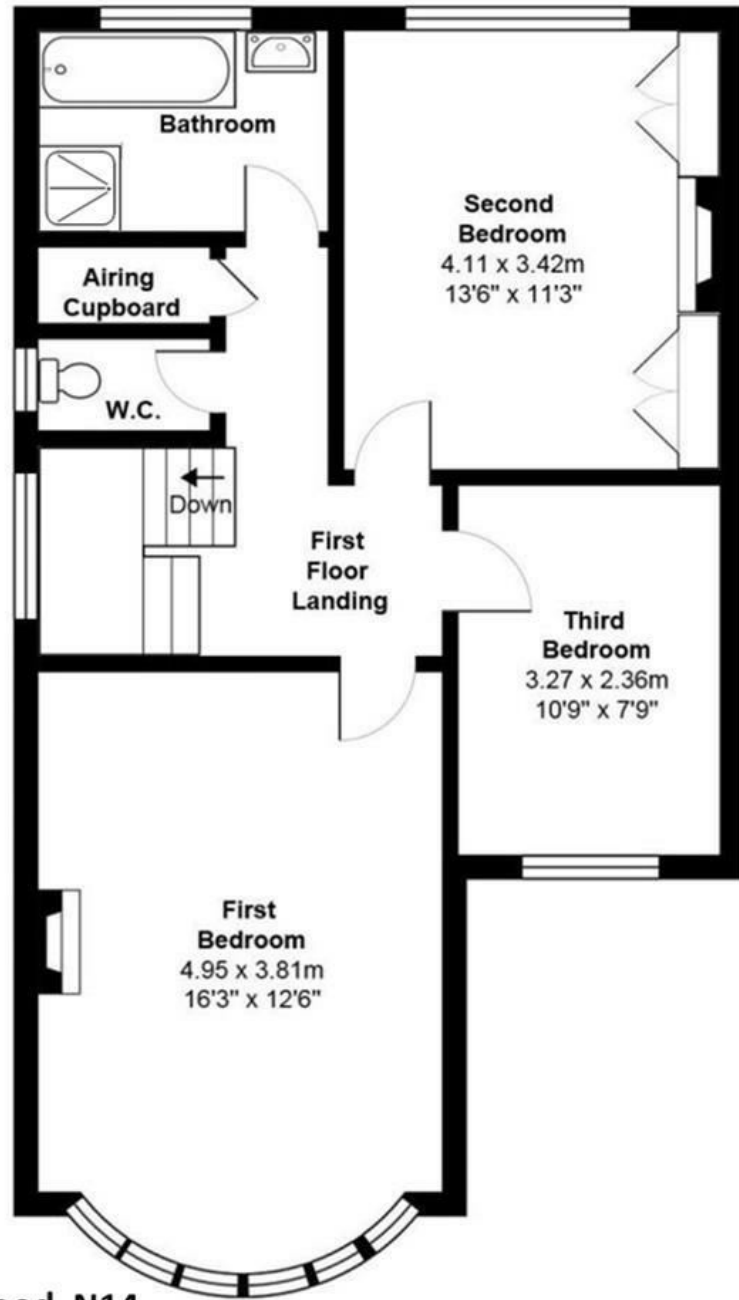 Bathroom
Second
Bedroom
4.11 x 3.42m
13'6" x 11'3"
Airing
Cupboard
W.C.
Down
First
Floor
Landing
Third
Bedroom
3.27 x 2.36m
10'9" x 7'9"
First
Bedroom
4.95 x 3.81m
16'3" x 12'6"